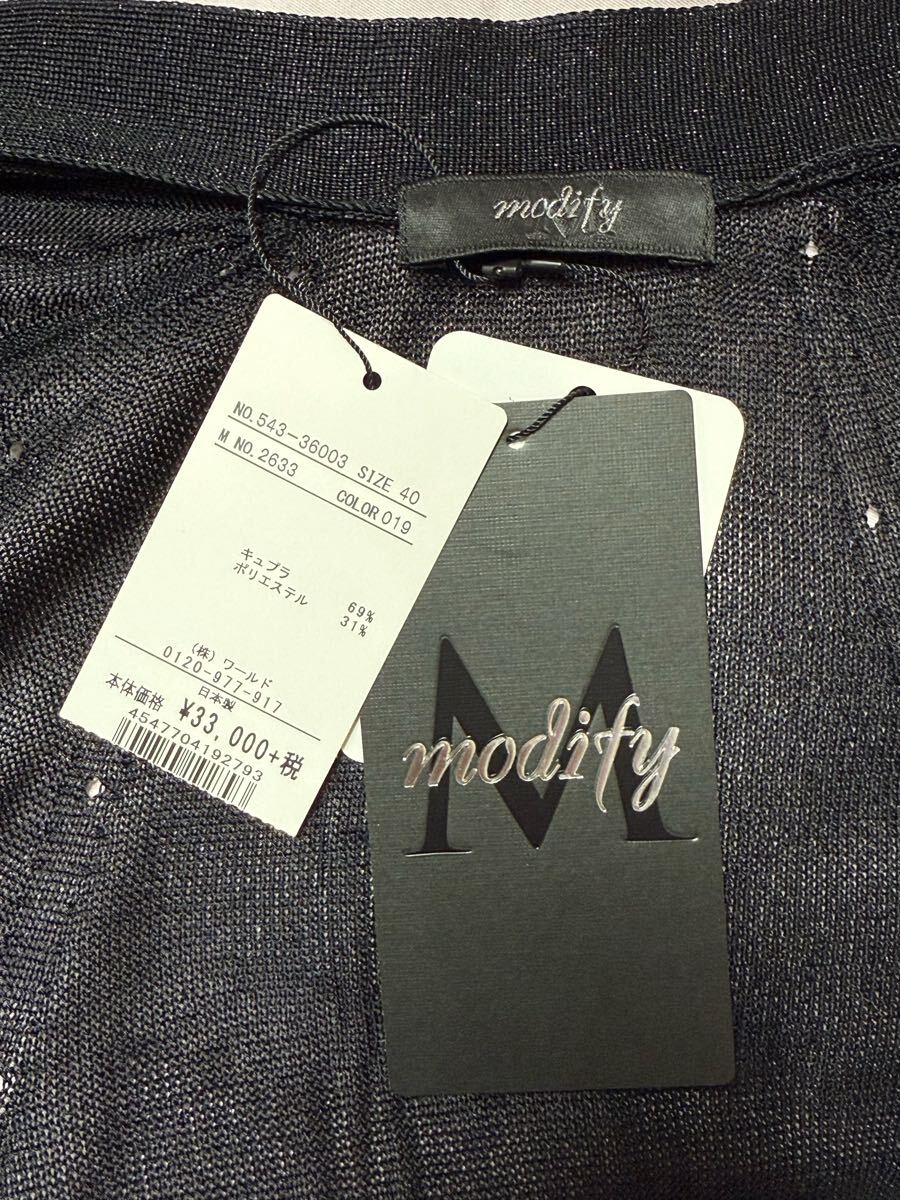 modify
NO.543-36003 SIZE 40
M NO.2633 COLOR 019
キュプラ 69%
ポリエステル 31%
(株) ワールド
0120-977-917
日本製
本体価格 ¥33,000+税
4547704192793
M
modify